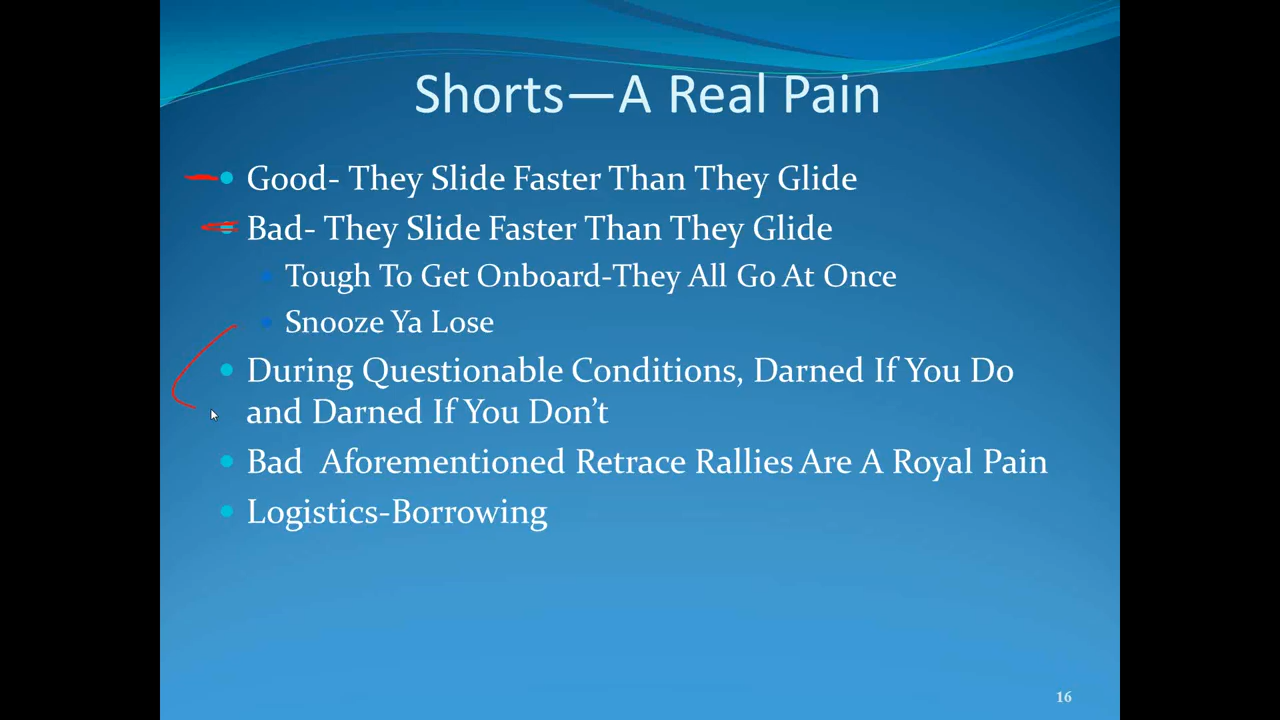 Shorts—A Real Pain
Good- They Slide Faster Than They Glide
Bad- They Slide Faster Than They Glide
Tough To Get Onboard-They All Go At Once
Snooze Ya Lose
During Questionable Conditions, Darned If You Do
and Darned If You Don’t
Bad  Aforementioned Retrace Rallies Are A Royal Pain
Logistics-Borrowing
16